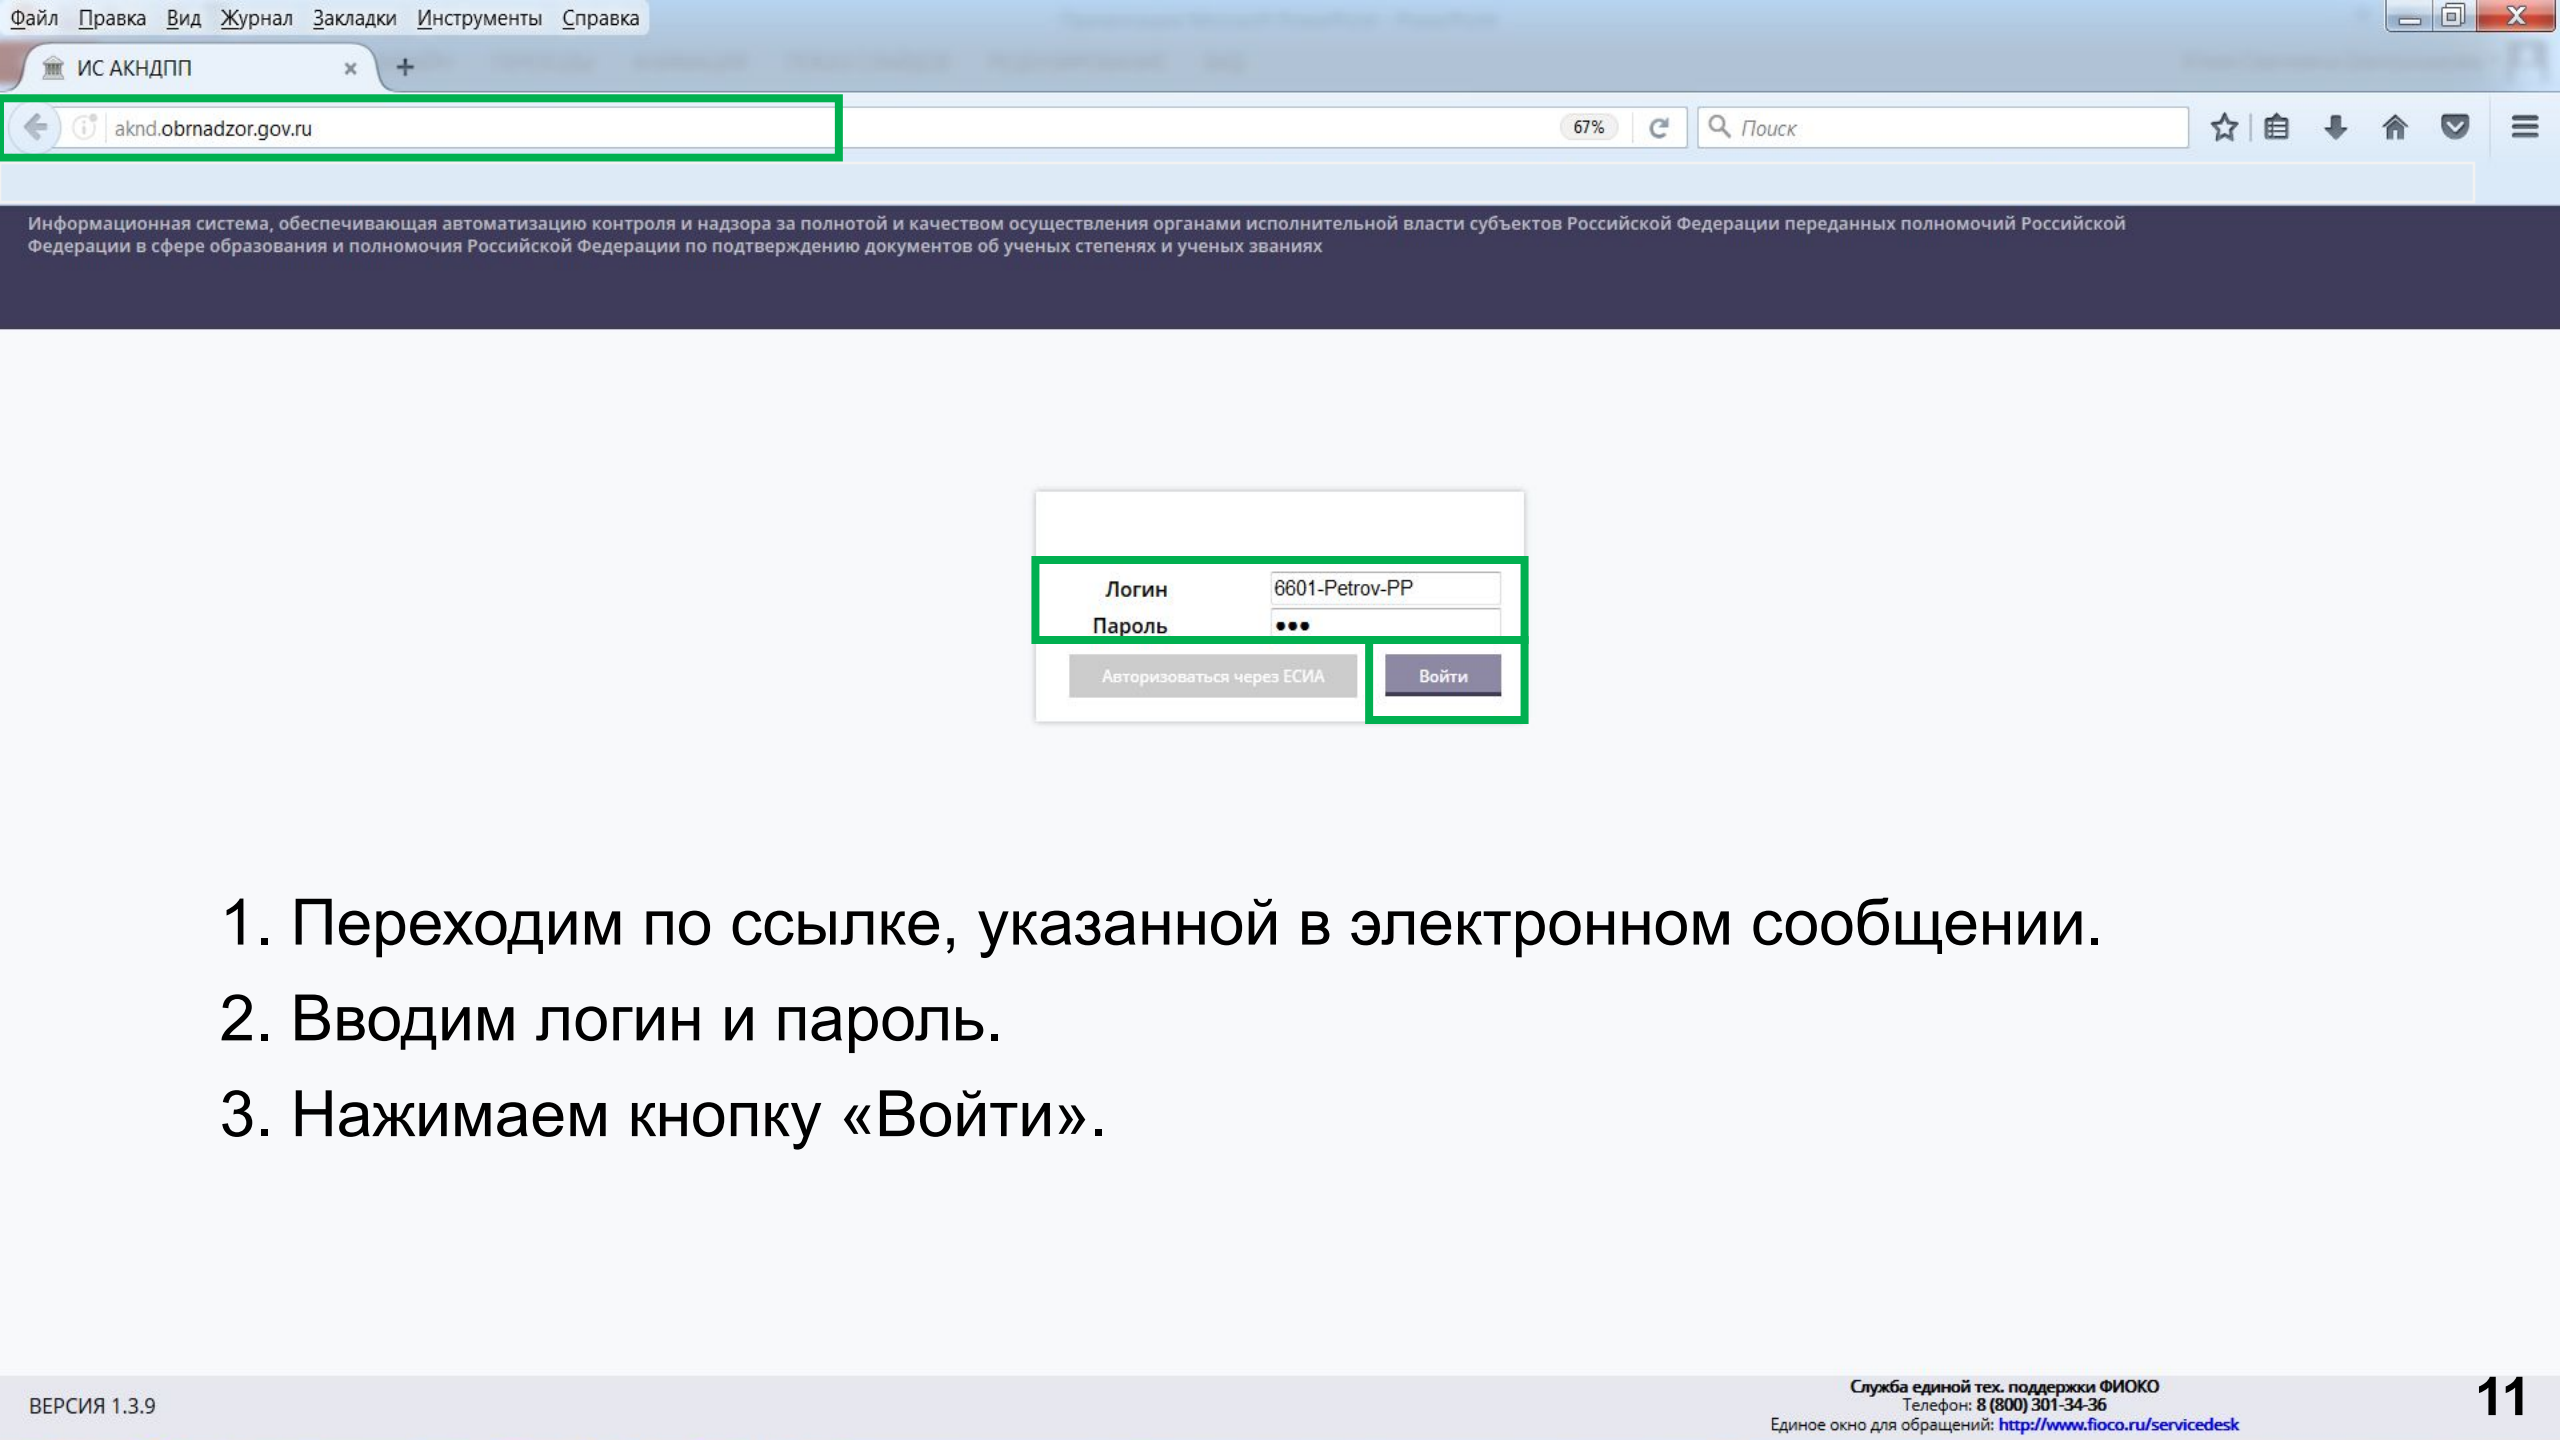 Файл Правка Вид Журнал Закладки Инструменты Справка
ИС АКНДПП
aknd.obrnadzor.gov.ru
67%
Поиск
Информационная система, обеспечивающая автоматизацию контроля и надзора за полнотой и качеством осуществления органами исполнительной власти субъектов Российской Федерации переданных полномочий Российской
Федерации в сфере образования и полномочия Российской Федерации по подтверждению документов об ученых степенях и ученых званиях
Логин 6601-Petrov-PP
Пароль •••
Авторизоваться через ЕСИА Войти
1. Переходим по ссылке, указанной в электронном сообщении.
2. Вводим логин и пароль.
3. Нажимаем кнопку «Войти».
ВЕРСИЯ 1.3.9
Служба единой тех. поддержки ФИОКО
Телефон: 8 (800) 301-34-36
Единое окно для обращений: http://www.fioco.ru/servicedesk
11